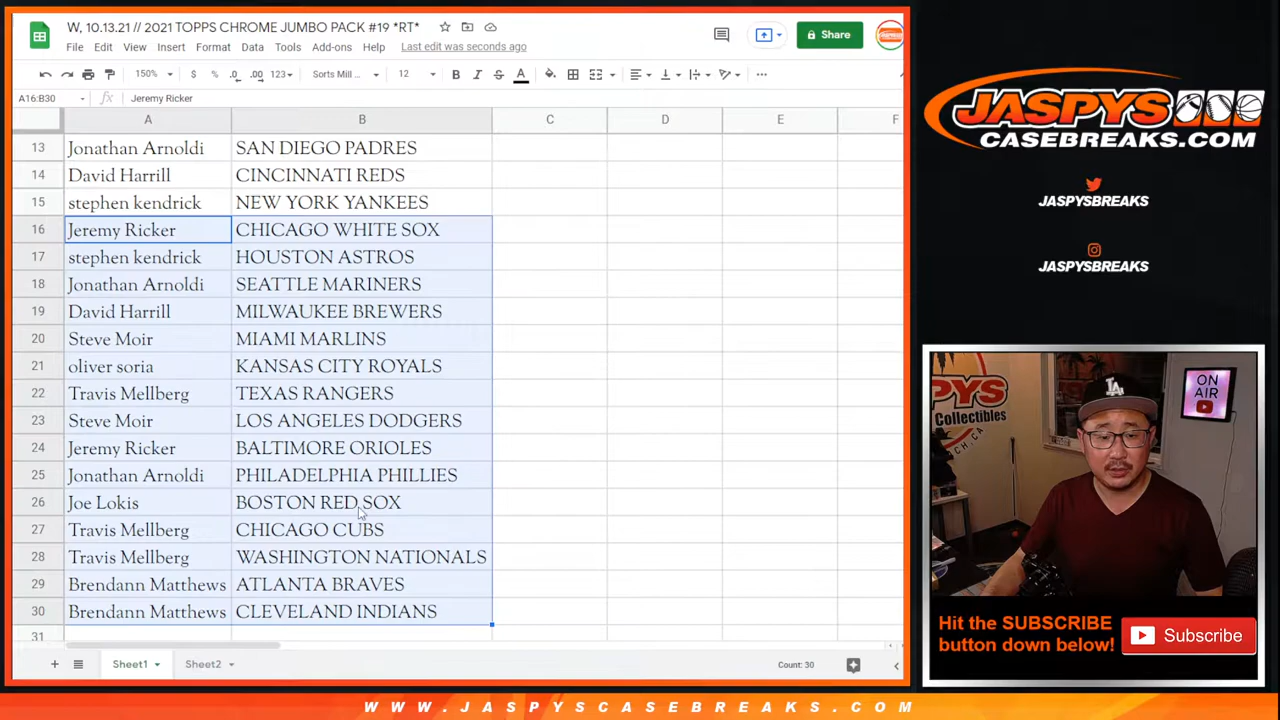 W, 10.13.21 // 2021 TOPPS CHROME JUMBO PACK #19 *RT*
File Edit View Insert Format Data Tools Add-ons Help Last edit was seconds ago
Share
150% $ % .0 .00 123 Sorts Mill ... 12 B I S A
A16:B30 fx Jeremy Ricker
A B C D E F
13 Jonathan Arnoldi SAN DIEGO PADRES
14 David Harrill CINCINNATI REDS
15 stephen kendrick NEW YORK YANKEES
16 Jeremy Ricker CHICAGO WHITE SOX
17 stephen kendrick HOUSTON ASTROS
18 Jonathan Arnoldi SEATTLE MARINERS
19 David Harrill MILWAUKEE BREWERS
20 Steve Moir MIAMI MARLINS
21 oliver soria KANSAS CITY ROYALS
22 Travis Mellberg TEXAS RANGERS
23 Steve Moir LOS ANGELES DODGERS
24 Jeremy Ricker BALTIMORE ORIOLES
25 Jonathan Arnoldi PHILADELPHIA PHILLIES
26 Joe Lokis BOSTON RED SOX
27 Travis Mellberg CHICAGO CUBS
28 Travis Mellberg WASHINGTON NATIONALS
29 Brendann Matthews ATLANTA BRAVES
30 Brendann Matthews CLEVELAND INDIANS
31
Sheet1 Sheet2 Count: 30
JASPYS
CASEBREAKS.COM
JASPYSBREAKS
JASPYSBREAKS
ON
AIR
Collectibles
LA
Hit the SUBSCRIBE
button down below!
Subscribe
WWW.JASPYSCASEBREAKS.COM